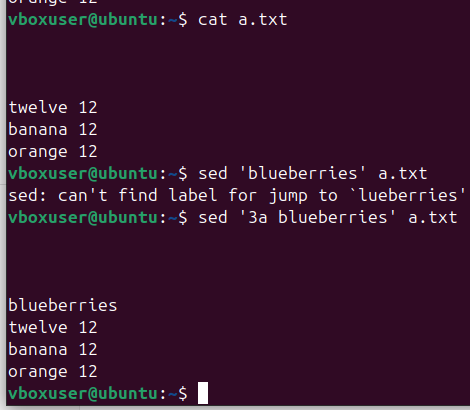 orange 12
vboxuser@ubuntu:~$ cat a.txt
twelve 12
banana 12
orange 12
vboxuser@ubuntu:~$ sed 'blueberries' a.txt
sed: can't find label for jump to `lueberries'
vboxuser@ubuntu:~$ sed '3a blueberries' a.txt
blueberries
twelve 12
banana 12
orange 12
vboxuser@ubuntu:~$